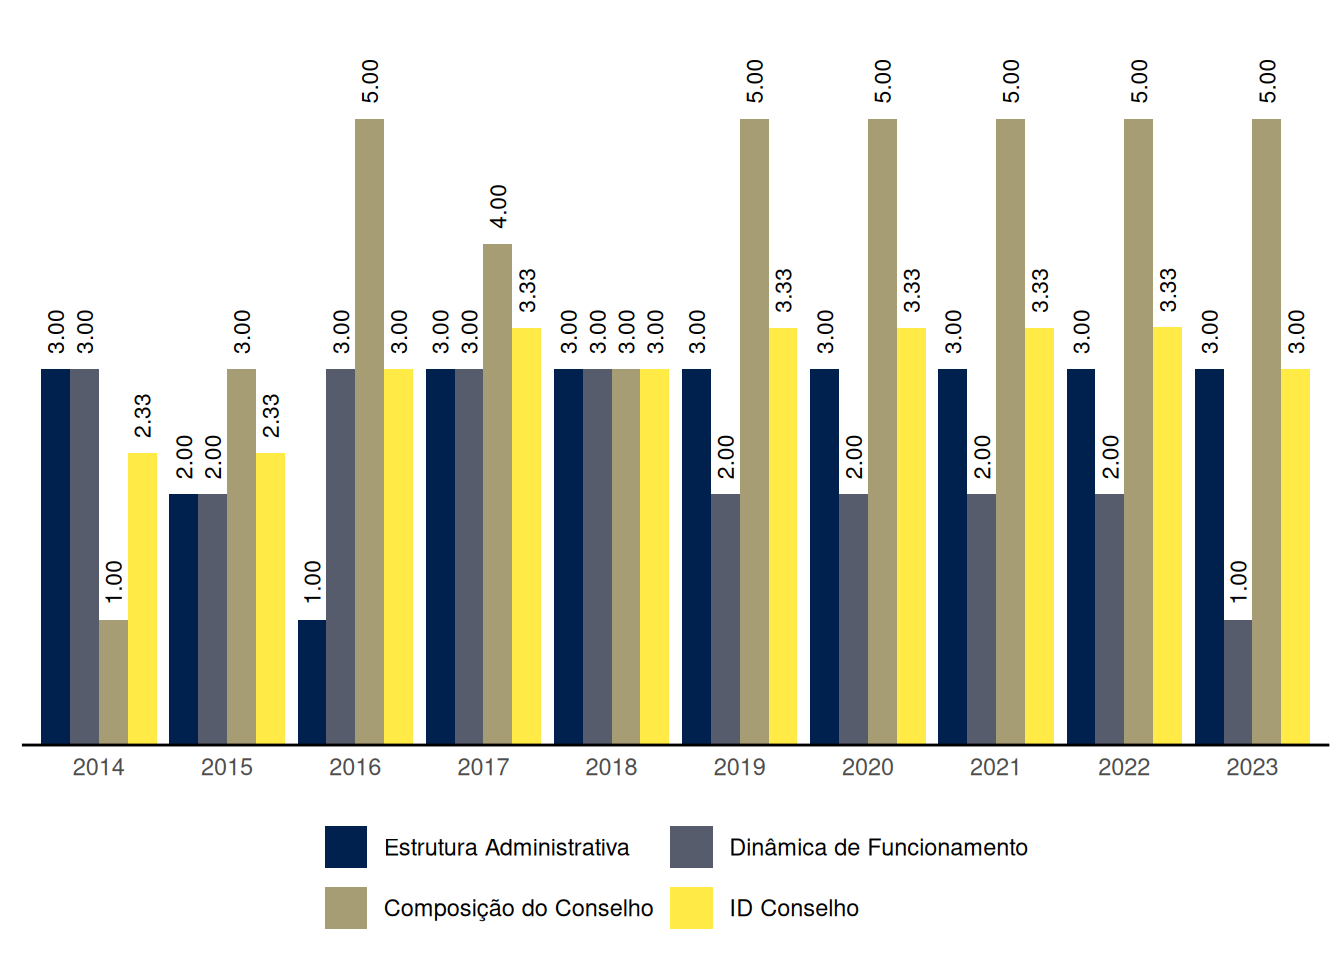 3.00 3.00 1.00 2.33 2.00 2.00 3.00 2.33 1.00 3.00 5.00 3.00 3.00 3.00 4.00 3.33 3.00 3.00 3.00 3.00 3.00 2.00 5.00 3.33 3.00 2.00 5.00 3.33 3.00 2.00 5.00 3.33 3.00 2.00 5.00 3.33 3.00 1.00 5.00 3.00
2014 2015 2016 2017 2018 2019 2020 2021 2022 2023
Estrutura Administrativa Dinâmica de Funcionamento
Composição do Conselho ID Conselho